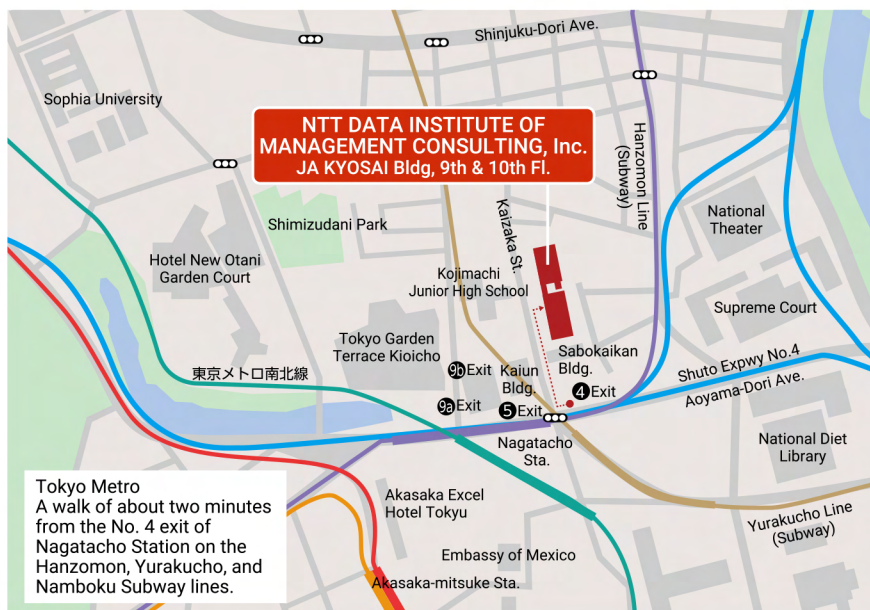 Shinjuku-Dori Ave.
Sophia University
NTT DATA INSTITUTE OF
MANAGEMENT CONSULTING, Inc.
JA KYOSAI Bldg, 9th & 10th Fl.
Hanzomon Line
(Subway)
Kaizaka St.
National
Theater
Shimizudani Park
Hotel New Otani
Garden Court
Kojimachi
Junior High School
Supreme Court
Tokyo Garden
Terrace Kioicho
Sabokaikan
Bldg.
Shuto Expwy No.4
Aoyama-Dori Ave.
東京メトロ南北線
9b Exit
Kaiun
Bldg.
4 Exit
9a Exit
5 Exit
Nagatacho
Sta.
National Diet
Library
Tokyo Metro
A walk of about two minutes
from the No. 4 exit of
Nagatacho Station on the
Hanzomon, Yurakucho, and
Namboku Subway lines.
Akasaka Excel
Hotel Tokyu
Yurakucho Line
(Subway)
Embassy of Mexico
Akasaka-mitsuke Sta.